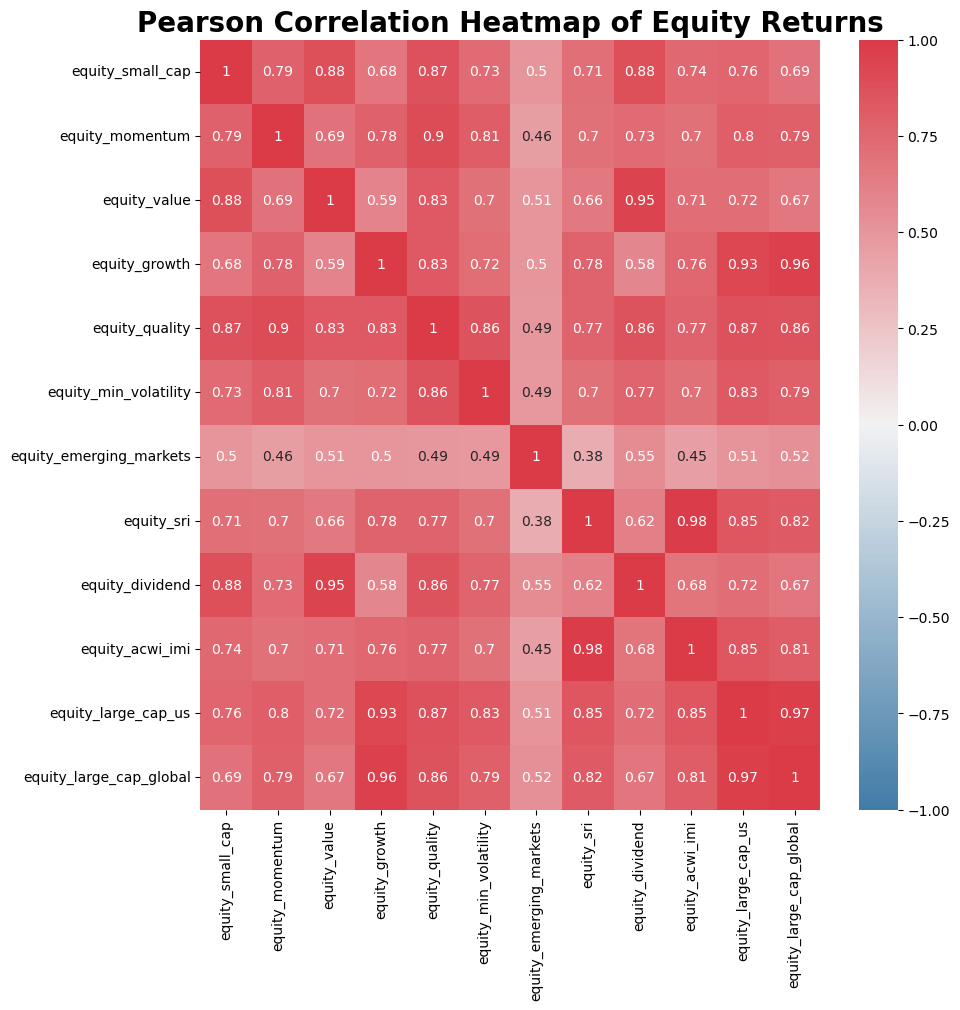 Pearson Correlation Heatmap of Equity Returns
equity_small_cap 1 0.79 0.88 0.68 0.87 0.73 0.5 0.71 0.88 0.74 0.76 0.69
equity_momentum 0.79 1 0.69 0.78 0.9 0.81 0.46 0.7 0.73 0.7 0.8 0.79
equity_value 0.88 0.69 1 0.59 0.83 0.7 0.51 0.66 0.95 0.71 0.72 0.67
equity_growth 0.68 0.78 0.59 1 0.83 0.72 0.5 0.78 0.58 0.76 0.93 0.96
equity_quality 0.87 0.9 0.83 0.83 1 0.86 0.49 0.77 0.86 0.77 0.87 0.86
equity_min_volatility 0.73 0.81 0.7 0.72 0.86 1 0.49 0.7 0.77 0.7 0.83 0.79
equity_emerging_markets 0.5 0.46 0.51 0.5 0.49 0.49 1 0.38 0.55 0.45 0.51 0.52
equity_sri 0.71 0.7 0.66 0.78 0.77 0.7 0.38 1 0.62 0.98 0.85 0.82
equity_dividend 0.88 0.73 0.95 0.58 0.86 0.77 0.55 0.62 1 0.68 0.72 0.67
equity_acwi_imi 0.74 0.7 0.71 0.76 0.77 0.7 0.45 0.98 0.68 1 0.85 0.81
equity_large_cap_us 0.76 0.8 0.72 0.93 0.87 0.83 0.51 0.85 0.72 0.85 1 0.97
equity_large_cap_global 0.69 0.79 0.67 0.96 0.86 0.79 0.52 0.82 0.67 0.81 0.97 1
equity_small_cap
equity_momentum
equity_value
equity_growth
equity_quality
equity_min_volatility
equity_emerging_markets
equity_sri
equity_dividend
equity_acwi_imi
equity_large_cap_us
equity_large_cap_global
1.00
0.75
0.50
0.25
0.00
−0.25
−0.50
−0.75
−1.00